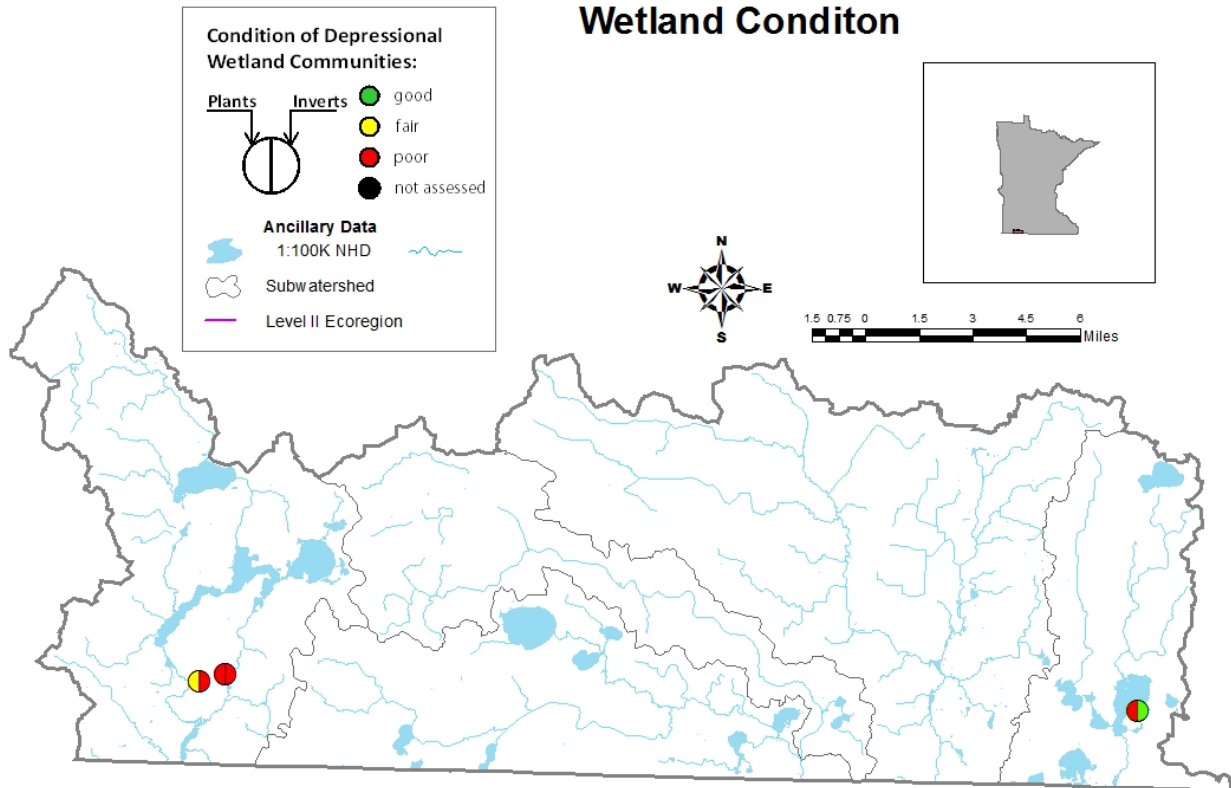 Wetland Conditon
Condition of Depressional
Wetland Communities:
Plants Inverts
good
fair
poor
not assessed
Ancillary Data
1:100K NHD
Subwatershed
Level II Ecoregion
N
W E
S
1.5 0.75 0 1.5 3 4.5 6
Miles